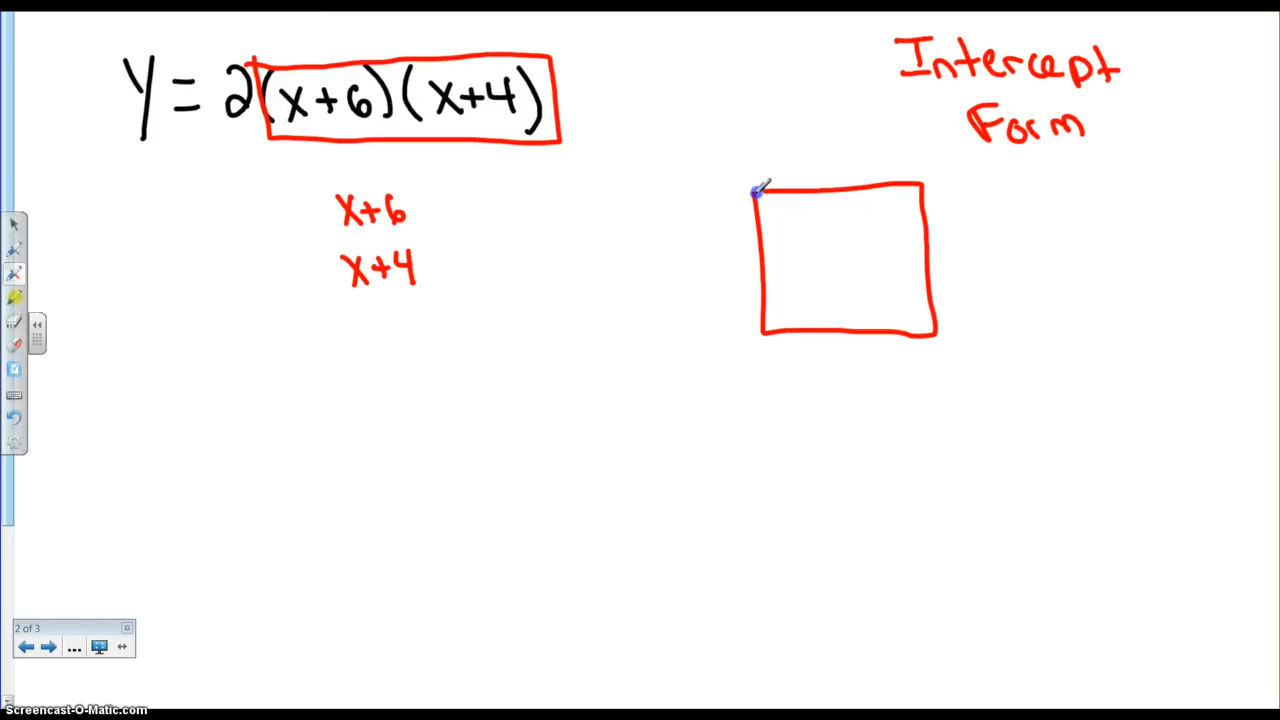 Y = 2(x+6)(x+4)
Intercept
Form
x+6
x+4
2 of 3
...
Screencast-O-Matic.com